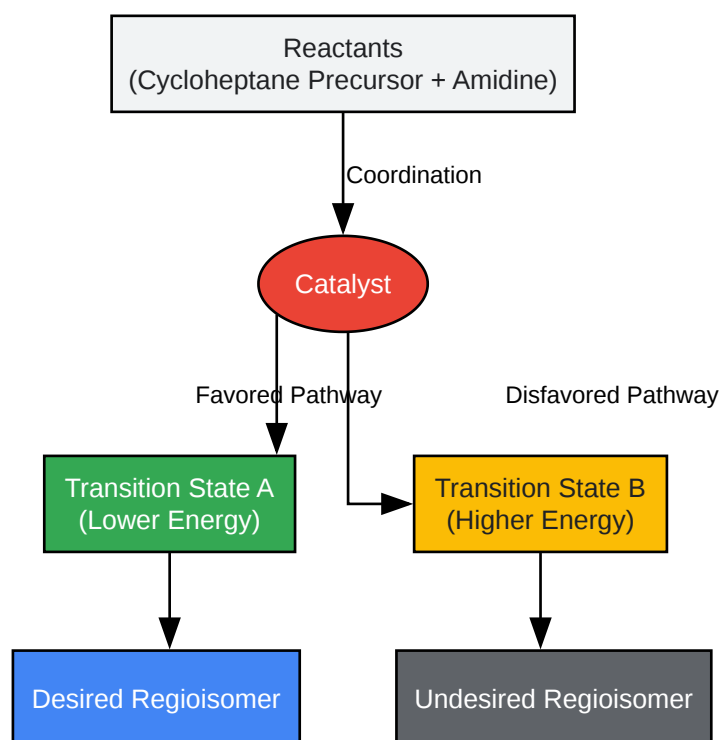 Reactants
(Cycloheptane Precursor + Amidine)
Coordination
Catalyst
Favored Pathway
Disfavored Pathway
Transition State A
(Lower Energy)
Transition State B
(Higher Energy)
Desired Regioisomer
Undesired Regioisomer